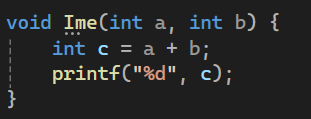 void Ime(int a, int b) {
    int c = a + b;
    printf("%d", c);
}